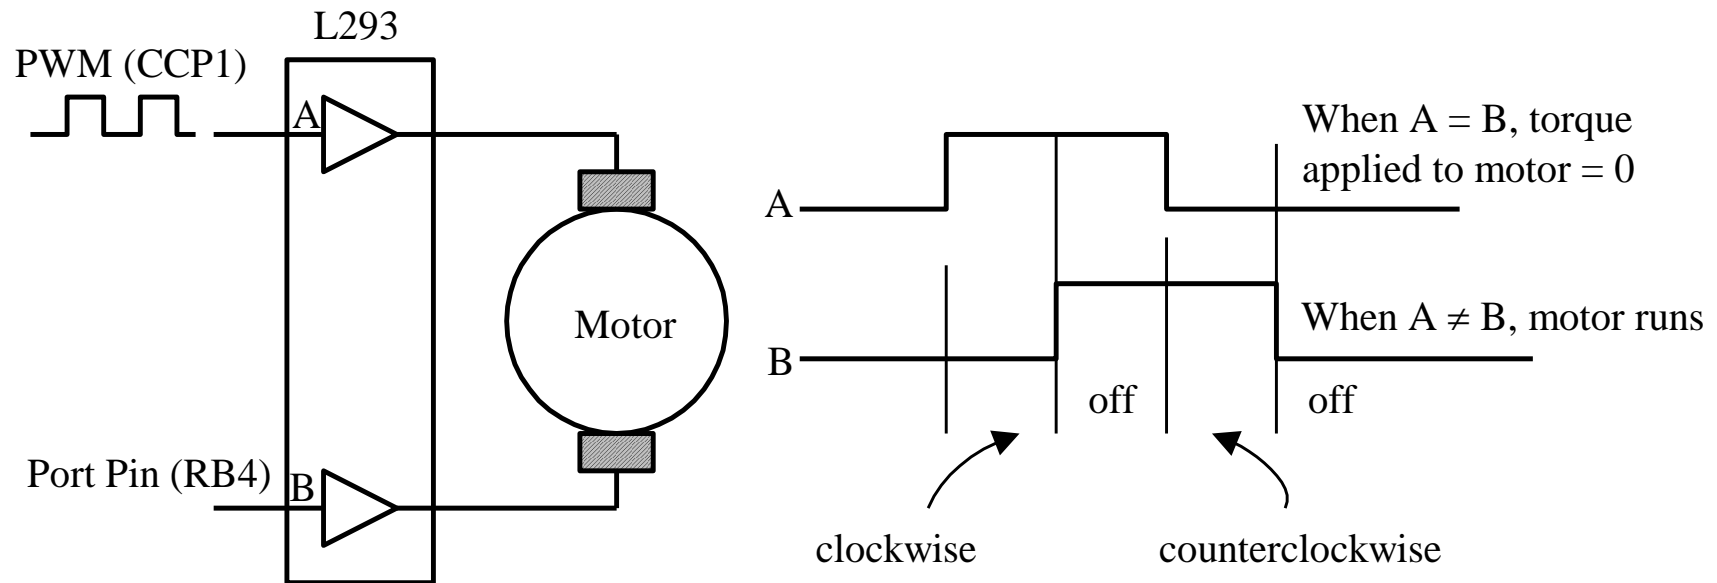 L293
PWM (CCP1)
A
Motor
Port Pin (RB4)
B
A
When A = B, torque
applied to motor = 0
B
When A ≠ B, motor runs
off
off
clockwise
counterclockwise